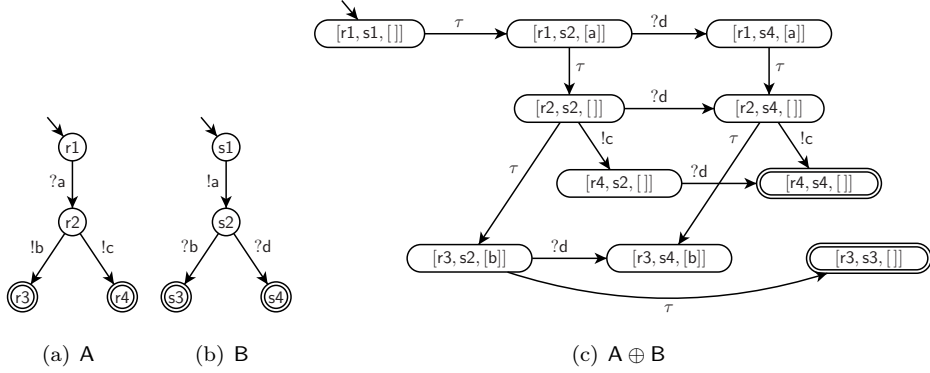 [r1, s1, [ ]] τ [r1, s2, [a]] ?d [r1, s4, [a]]
τ τ
[r2, s2, [ ]] ?d [r2, s4, [ ]]
τ !c τ !c
[r4, s2, [ ]] ?d [r4, s4, [ ]]
[r3, s2, [b]] ?d [r3, s4, [b]] [r3, s3, [ ]]
τ
r1 s1
?a !a
r2 s2
!b !c ?b ?d
r3 r4 s3 s4
(a) A (b) B (c) A ⊕ B